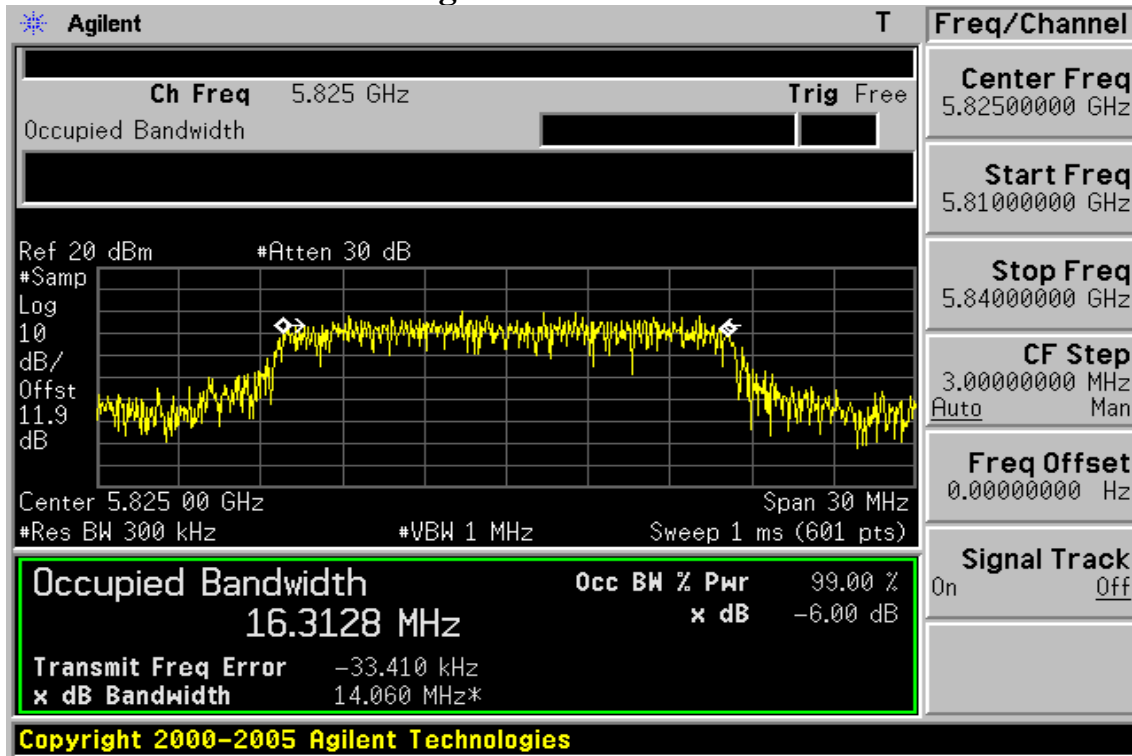 Agilent T
Ch Freq 5.825 GHz Trig Free
Occupied Bandwidth
Ref 20 dBm #Atten 30 dB
#Samp
Log
10
dB/
Offst
11.9
dB
Center 5.825 00 GHz Span 30 MHz
#Res BW 300 kHz #VBW 1 MHz Sweep 1 ms (601 pts)
Occupied Bandwidth
16.3128 MHz
Occ BW % Pwr 99.00 %
x dB -6.00 dB
Transmit Freq Error -33.410 kHz
x dB Bandwidth 14.060 MHz*
Copyright 2000-2005 Agilent Technologies
Freq/Channel
Center Freq
5.82500000 GHz
Start Freq
5.81000000 GHz
Stop Freq
5.84000000 GHz
CF Step
3.00000000 MHz
Auto Man
Freq Offset
0.00000000 Hz
Signal Track
On Off